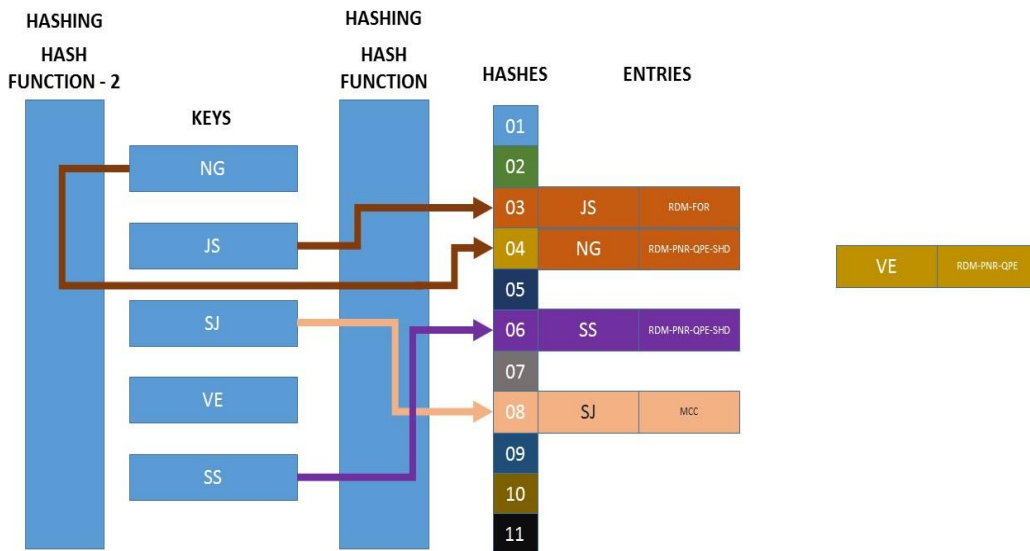 HASHING
HASH
FUNCTION - 2
KEYS
NG
JS
SJ
VE
SS
HASHING
HASH
FUNCTION
HASHES
ENTRIES
01
02
03 JS RDM-FOR
04 NG RDM-PNR-QPE-SHD
05
06 SS RDM-PNR-QPE-SHD
07
08 SJ MCC
09
10
11
VE RDM-PNR-QPE